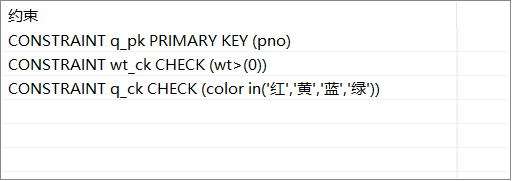 约束
CONSTRAINT q_pk PRIMARY KEY (pno)
CONSTRAINT wt_ck CHECK (wt>(0))
CONSTRAINT q_ck CHECK (color in('红','黄','蓝','绿'))